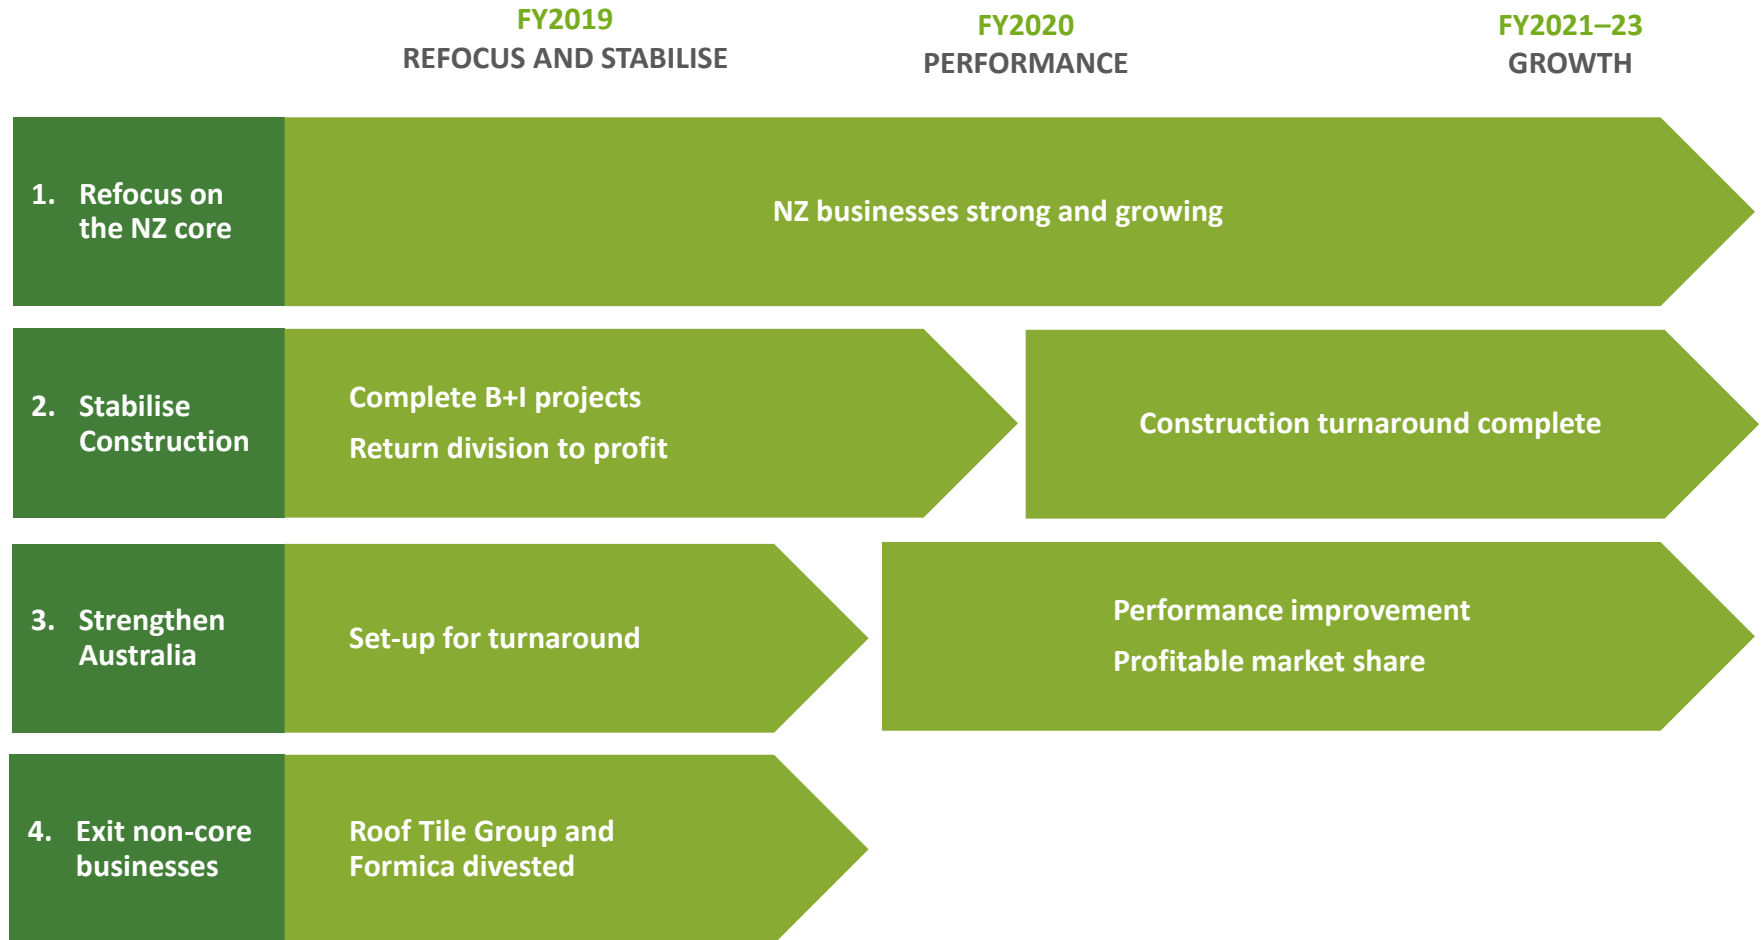 FY2019
REFOCUS AND STABILISE
FY2020
PERFORMANCE
FY2021–23
GROWTH
1. Refocus on
the NZ core
NZ businesses strong and growing
2. Stabilise
Construction
Complete B+I projects
Return division to profit
Construction turnaround complete
3. Strengthen
Australia
Set-up for turnaround
Performance improvement
Profitable market share
4. Exit non-core
businesses
Roof Tile Group and
Formica divested